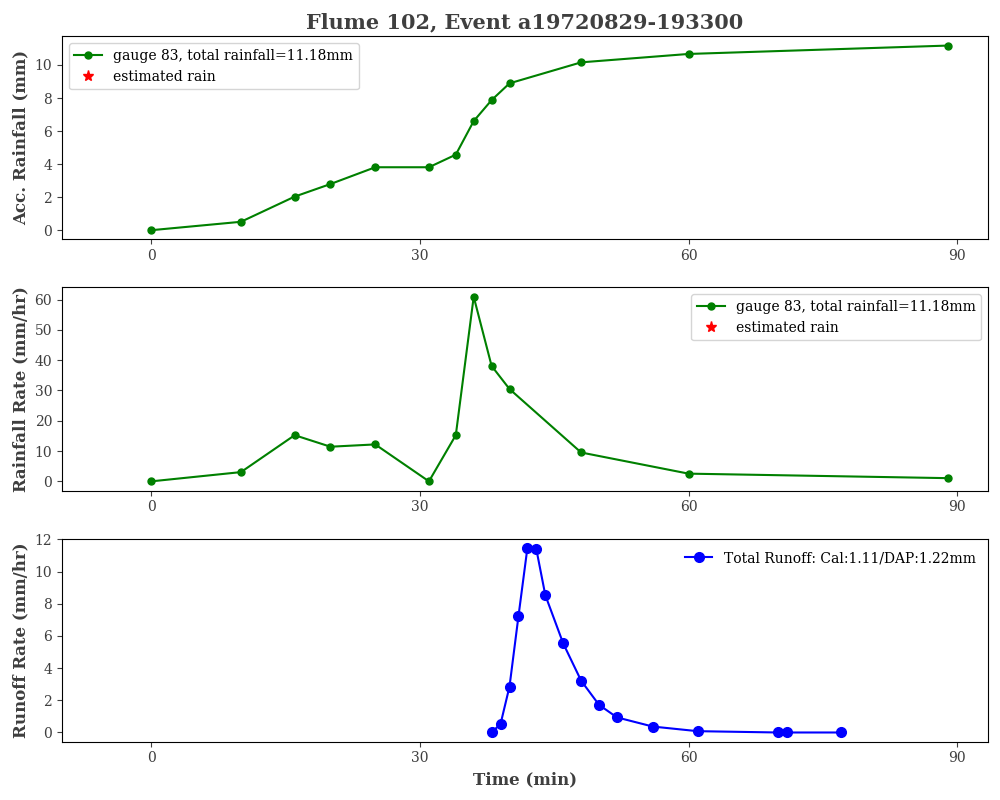 Flume 102, Event a19720829-193300
Acc. Rainfall (mm)
10
8
6
4
2
0
gauge 83, total rainfall=11.18mm
estimated rain
0 30 60 90
Rainfall Rate (mm/hr)
60
50
40
30
20
10
0
gauge 83, total rainfall=11.18mm
estimated rain
0 30 60 90
Runoff Rate (mm/hr)
12
10
8
6
4
2
0
Total Runoff: Cal:1.11/DAP:1.22mm
0 30 60 90
Time (min)